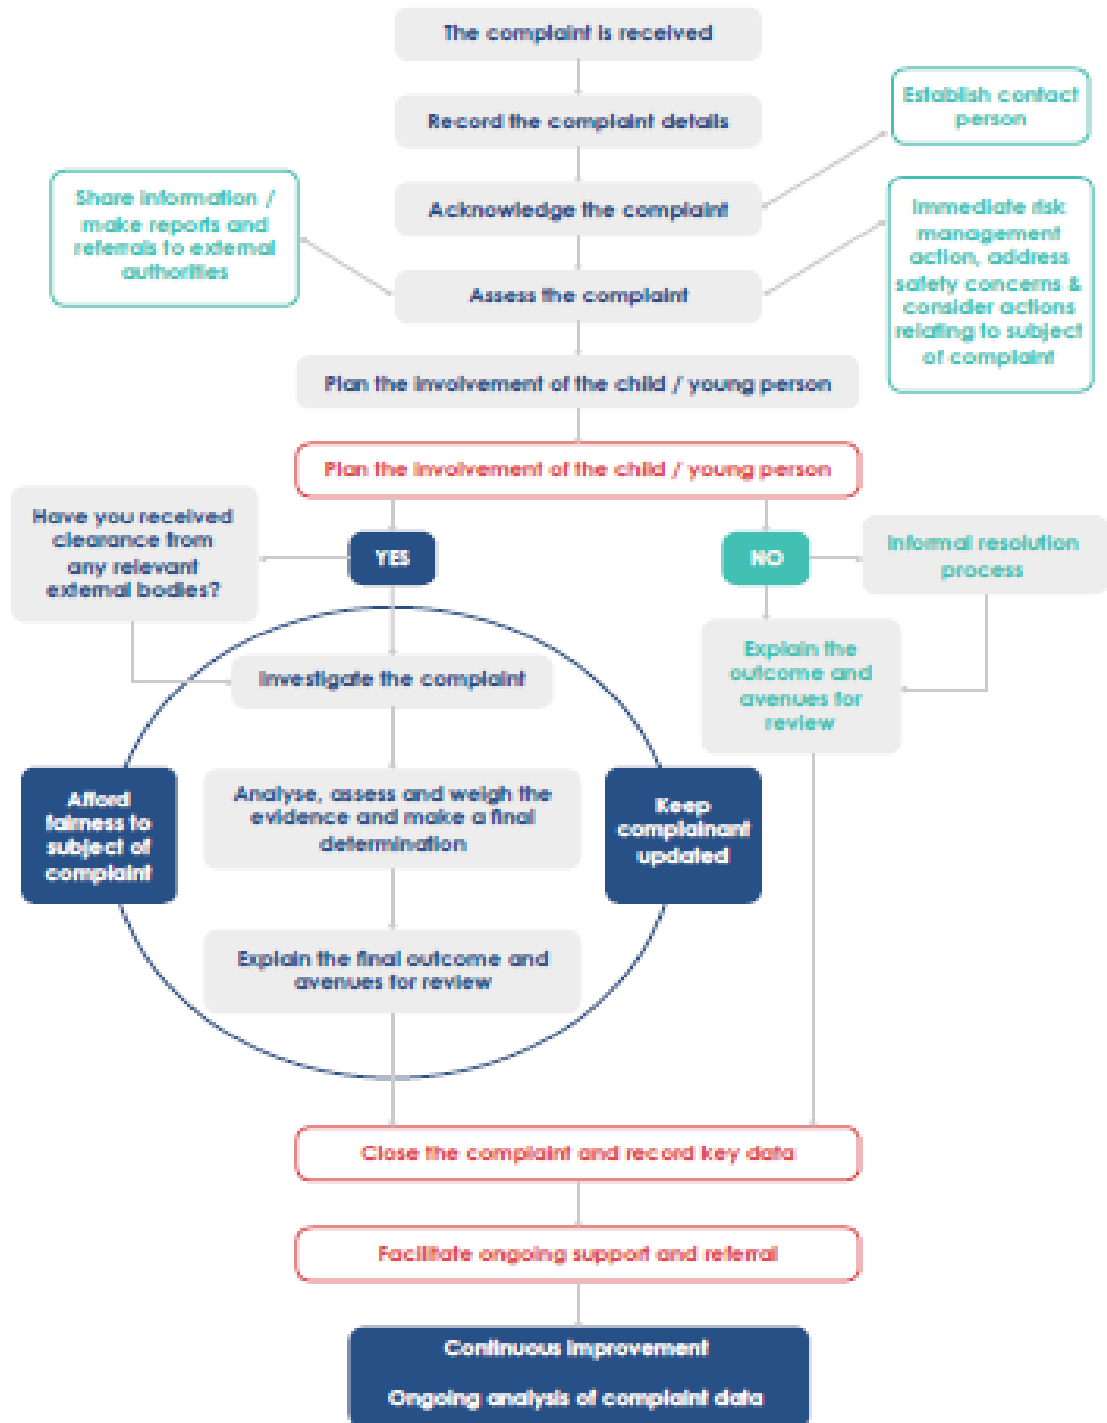 The complaint is received
Record the complaint details
Establish contact
person
Acknowledge the complaint
Share information /
make reports and
referrals to external
authorities
Immediate risk
management
action, address
safety concerns &
consider actions
relating to subject
of complaint
Assess the complaint
Plan the involvement of the child / young person
Plan the involvement of the child / young person
Have you received
clearance from
any relevant
external bodies?
YES
NO
Informal resolution
process
Investigate the complaint
Explain the
outcome and
avenues for
review
Afford
fairness to
subject of
complaint
Analyse, assess and weigh the
evidence and make a final
determination
Keep
complainant
updated
Explain the final outcome and
avenues for review
Close the complaint and record key data
Facilitate ongoing support and referral
Continuous improvement
Ongoing analysis of complaint data